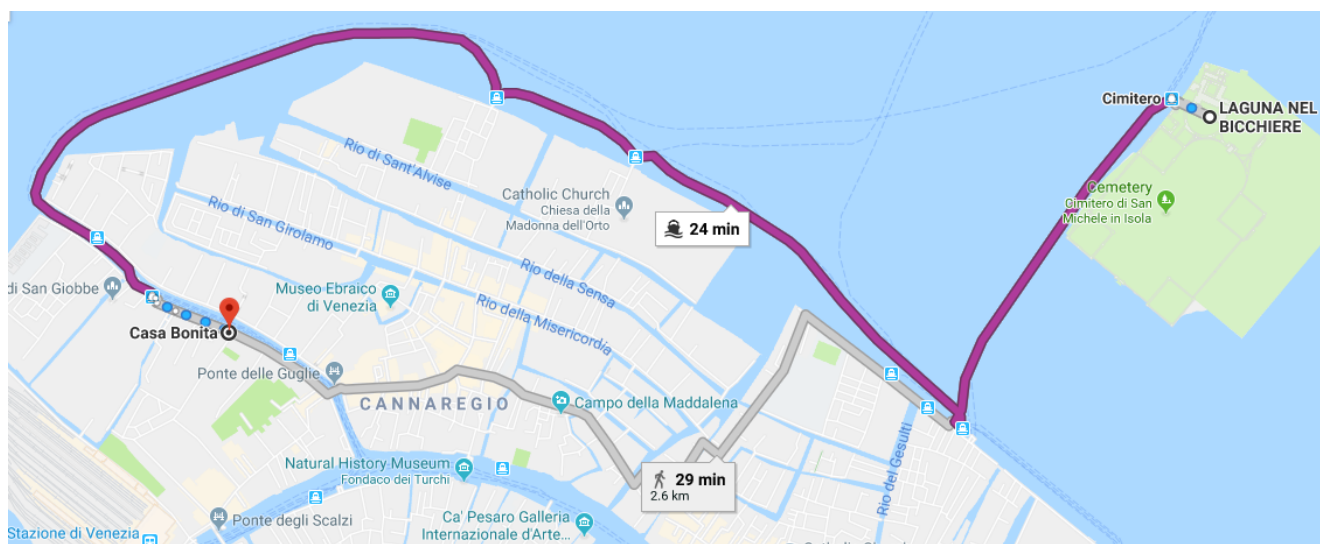 Cimitero
LAGUNA NEL
BICCHIERE
Rio di Sant'Alvise
Catholic Church
Chiesa della
Madonna dell'Orto
Cemetery
Cimitero di San
Michele in Isola
Rio di San Girolamo
24 min
Rio della Sensa
di San Giobbe
Museo Ebraico
di Venezia
Rio della Misericordia
Casa Bonita
Ponte delle Guglie
CANNAREGIO
Campo della Maddalena
Rio dei Gesuiti
Natural History Museum
Fondaco dei Turchi
29 min
2.6 km
Ponte degli Scalzi
Ca' Pesaro Galleria
Internazionale d'Arte...
Stazione di Venezia